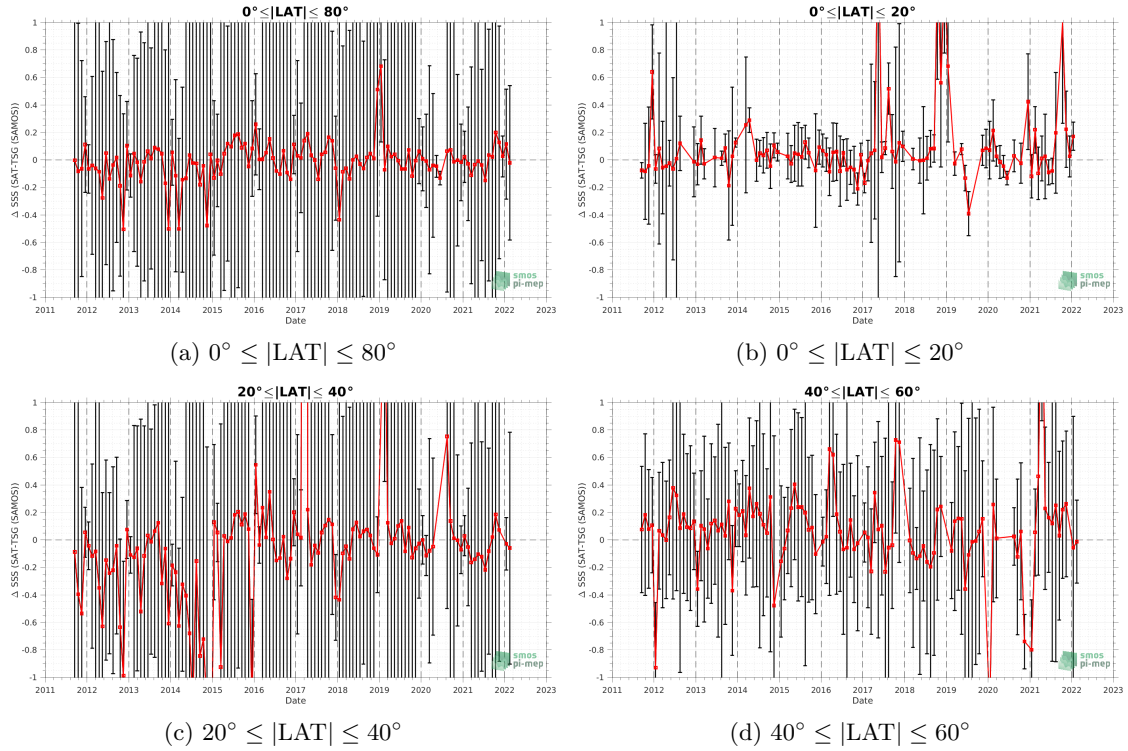 0°≤|LAT|≤ 80°
Δ SSS (SAT-TSG (SAMOS))
1
0.8
0.6
0.4
0.2
0
-0.2
-0.4
-0.6
-0.8
-1
2011 2012 2013 2014 2015 2016 2017 2018 2019 2020 2021 2022 2023
Date
smos
pi-mep
(a) 0° ≤ |LAT| ≤ 80°
0°≤|LAT|≤ 20°
Δ SSS (SAT-TSG (SAMOS))
1
0.8
0.6
0.4
0.2
0
-0.2
-0.4
-0.6
-0.8
-1
2011 2012 2013 2014 2015 2016 2017 2018 2019 2020 2021 2022 2023
Date
smos
pi-mep
(b) 0° ≤ |LAT| ≤ 20°
20°≤|LAT|≤ 40°
Δ SSS (SAT-TSG (SAMOS))
1
0.8
0.6
0.4
0.2
0
-0.2
-0.4
-0.6
-0.8
-1
2011 2012 2013 2014 2015 2016 2017 2018 2019 2020 2021 2022 2023
Date
smos
pi-mep
(c) 20° ≤ |LAT| ≤ 40°
40°≤|LAT|≤ 60°
Δ SSS (SAT-TSG (SAMOS))
1
0.8
0.6
0.4
0.2
0
-0.2
-0.4
-0.6
-0.8
-1
2011 2012 2013 2014 2015 2016 2017 2018 2019 2020 2021 2022 2023
Date
smos
pi-mep
(d) 40° ≤ |LAT| ≤ 60°